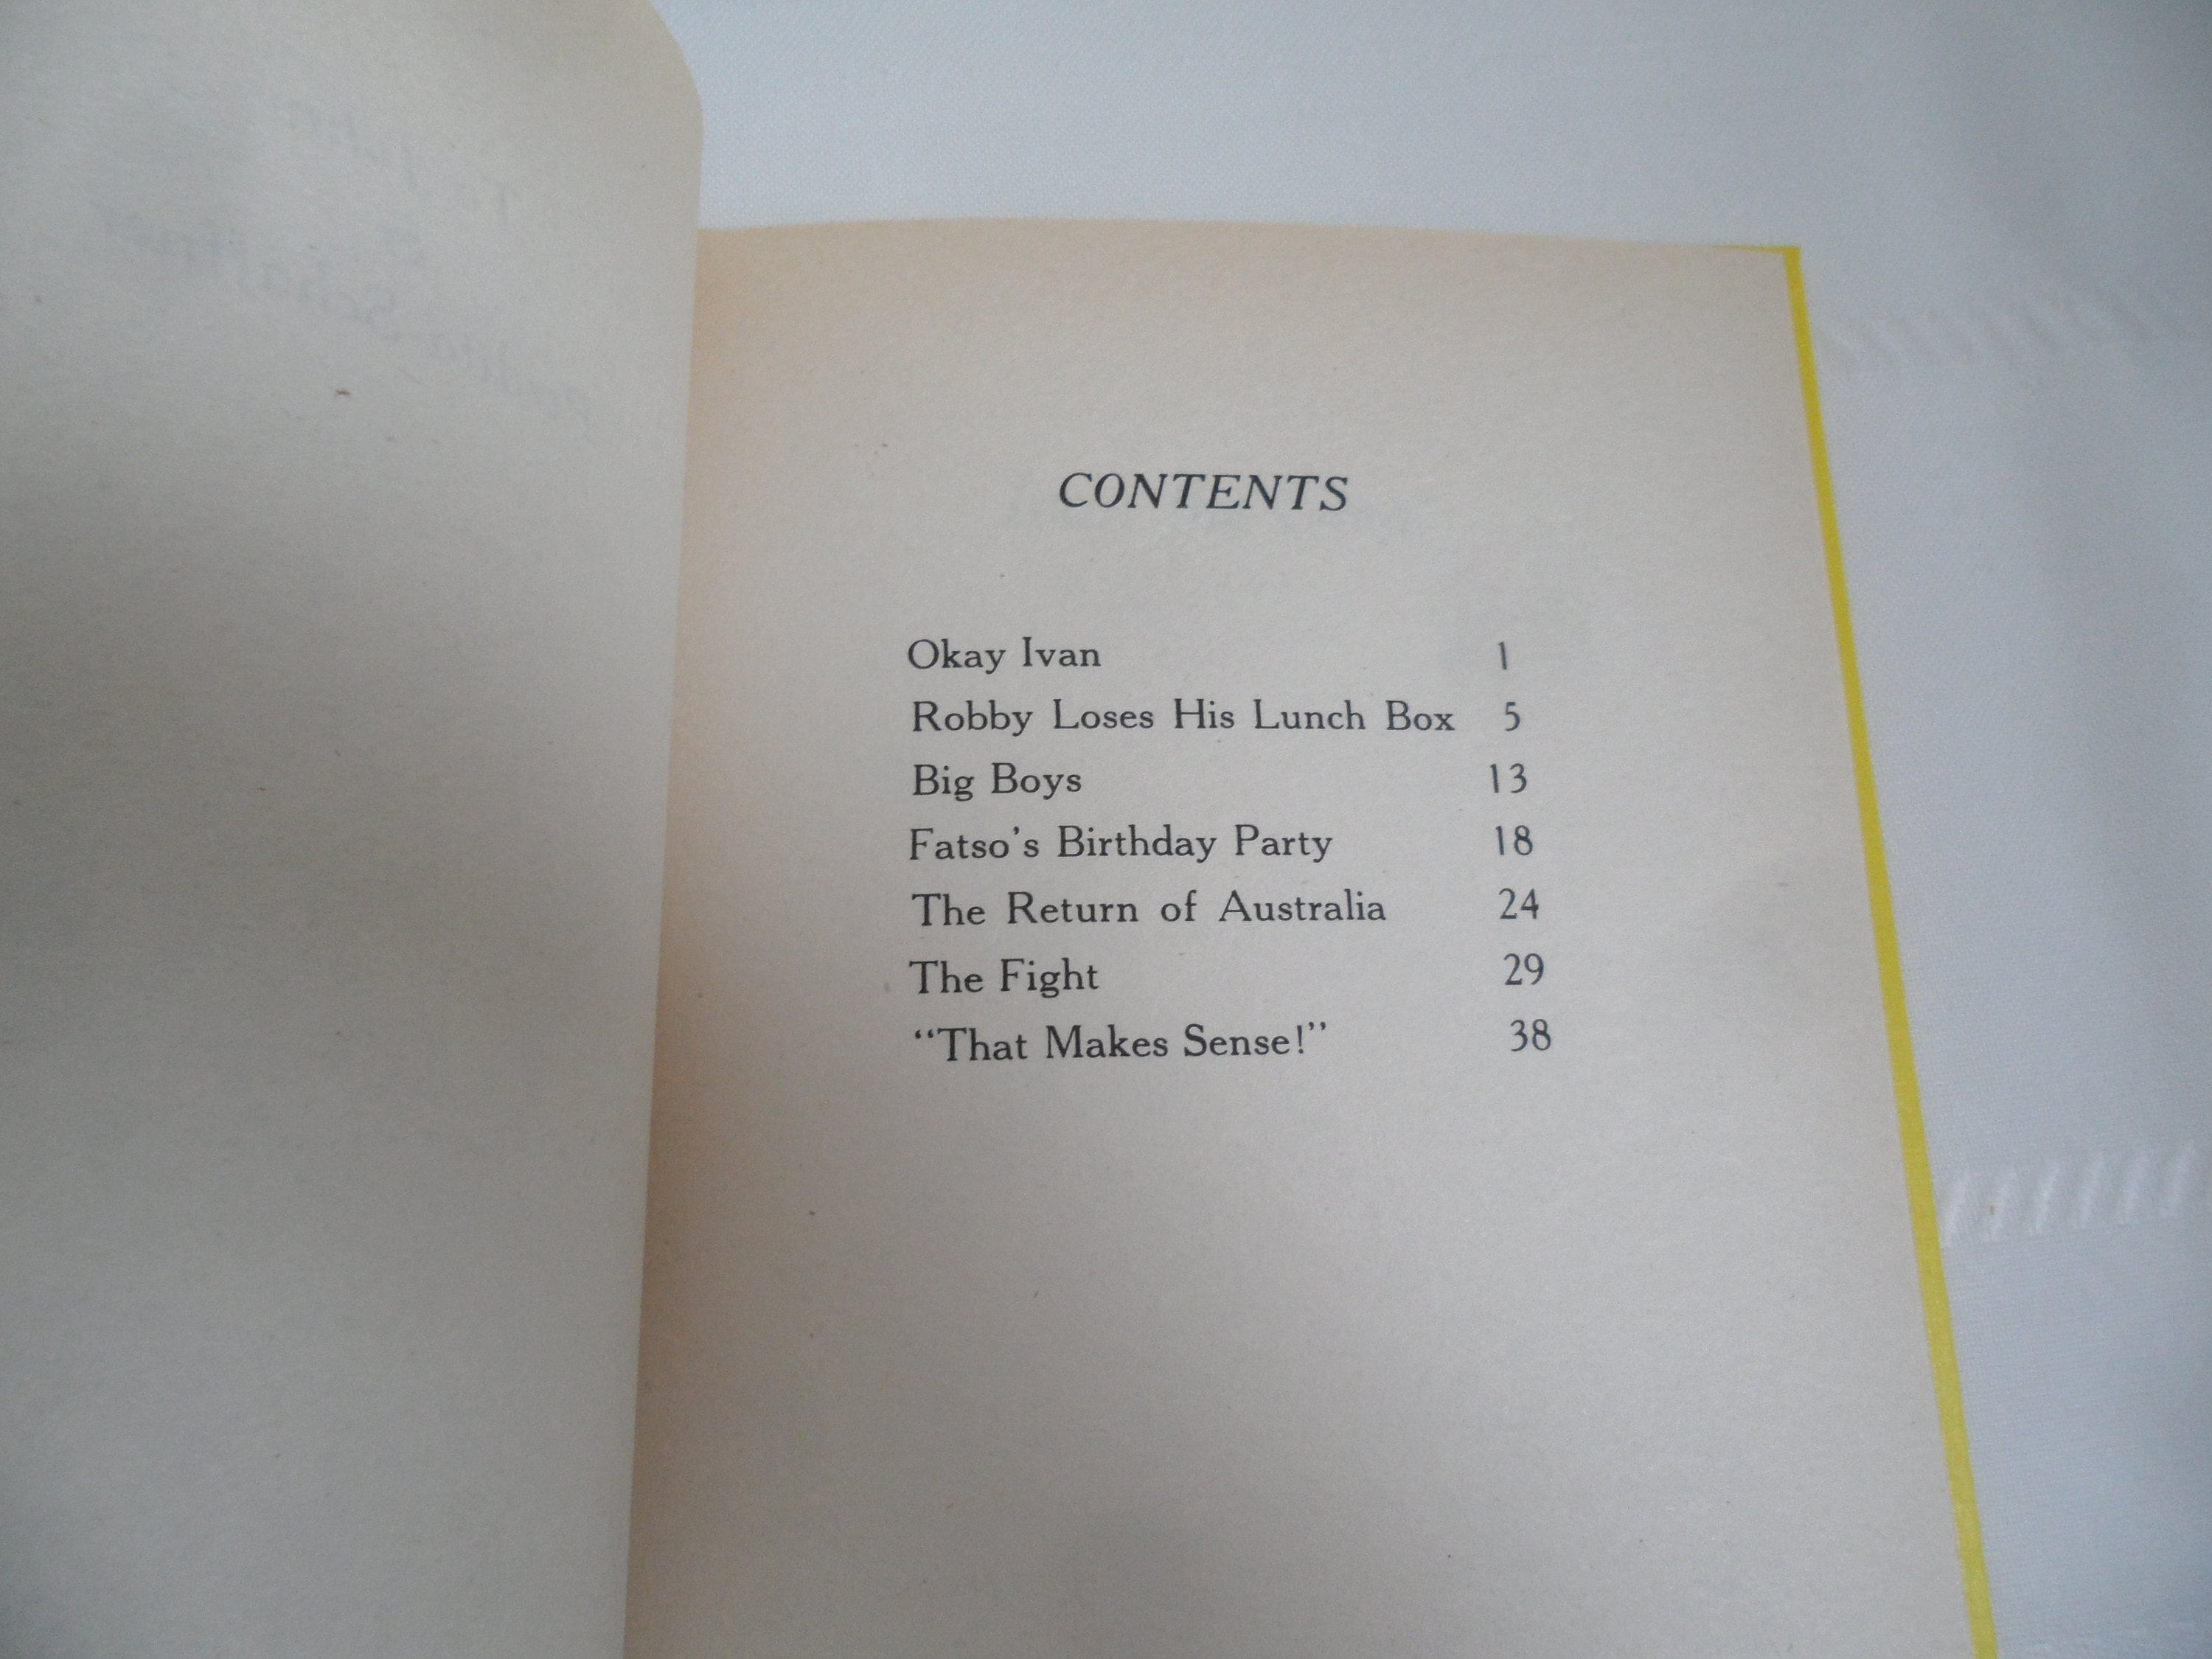 CONTENTS
Okay Ivan 1
Robby Loses His Lunch Box 5
Big Boys 13
Fatso's Birthday Party 18
The Return of Australia 24
The Fight 29
“That Makes Sense!” 38